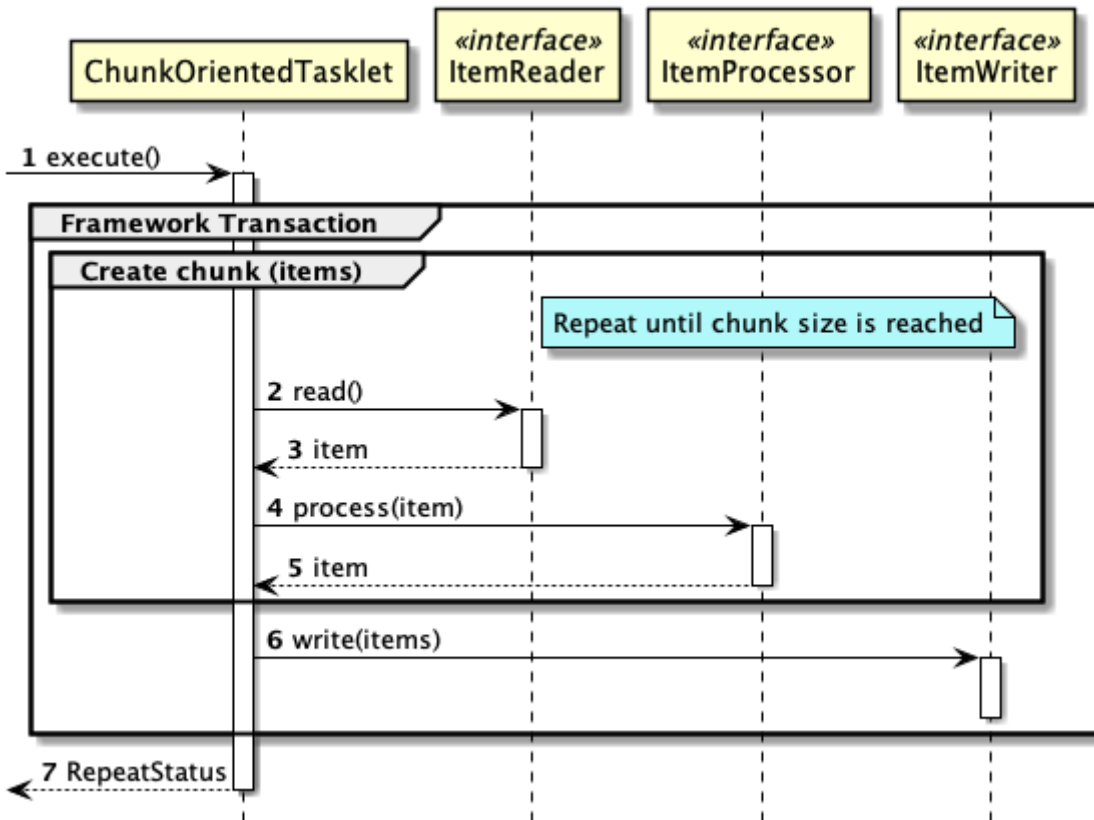 «interface»
«interface»
«interface»
ChunkOrientedTasklet
ItemReader
ItemProcessor
ItemWriter
1 execute()
Framework Transaction
Create chunk (items)
Repeat until chunk size is reached
2 read()
3 item
4 process(item)
5 item
6 write(items)
7 RepeatStatus